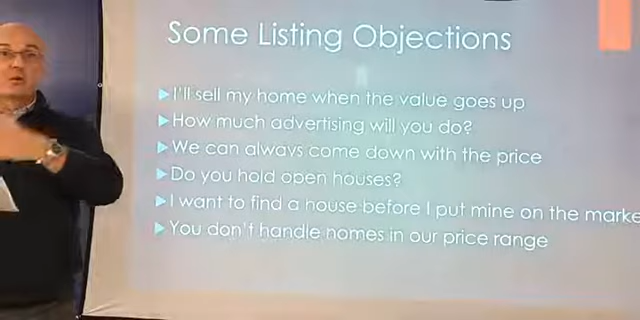 Some Listing Objections
I'll sell my home when the value goes up
How much advertising will you do?
We can always come down with the price
Do you hold open houses?
I want to find a house before I put mine on the marke
You don't handle homes in our price range